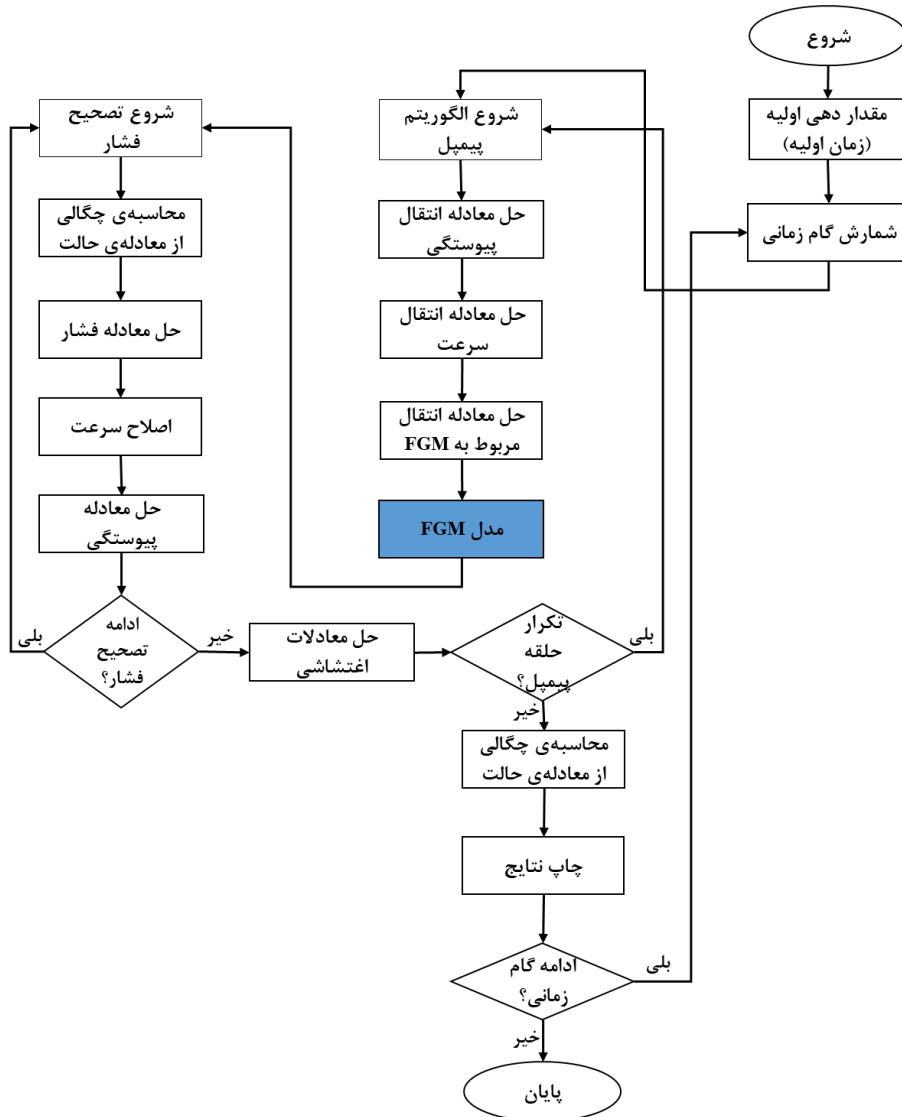 شروع
مقدار دهی اولیه
(زمان اولیه)
شمارش گام زمانی
شروع الگوریتم
پیمپل
حل معادله انتقال
پیوستگی
حل معادله انتقال
سرعت
حل معادله انتقال
مربوط به FGM
مدل FGM
شروع تصحیح
فشار
محاسبه‌ی چگالی
از معادله‌ی حالت
حل معادله فشار
اصلاح سرعت
حل معادله
پیوستگی
ادامه
تصحیح
فشار؟
بلی
خیر
حل معادلات
اغتشاشی
تکرار
حلقه
پیمپل؟
بلی
خیر
محاسبه‌ی چگالی
از معادله‌ی حالت
چاپ نتایج
ادامه گام
زمانی؟
بلی
خیر
پایان